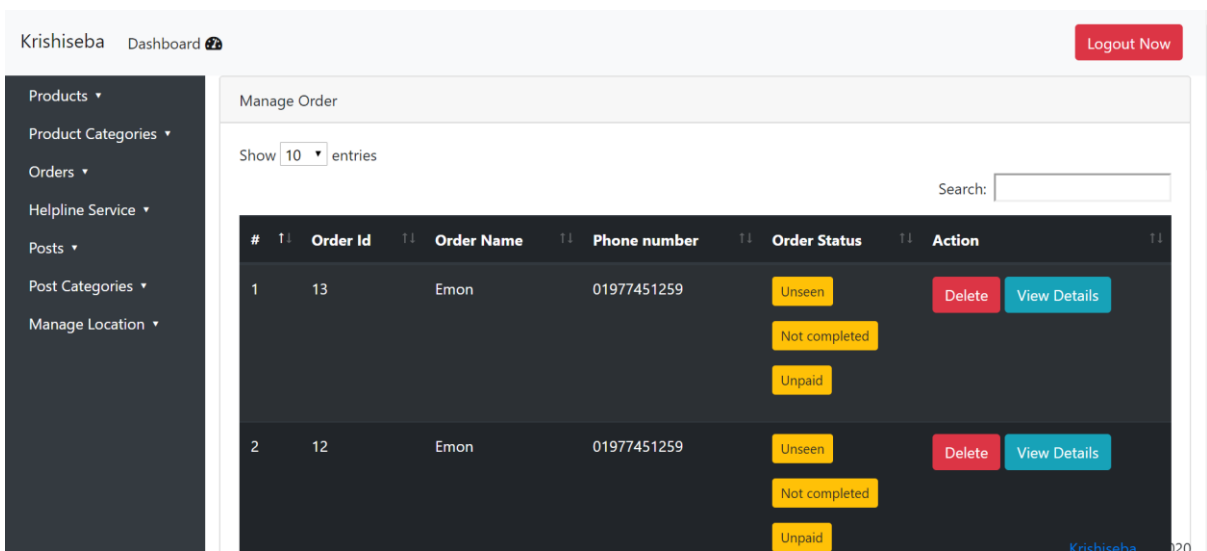 Krishiseba Dashboard Logout Now
Products
Product Categories
Orders
Helpline Service
Posts
Post Categories
Manage Location
Manage Order
Show 10 entries
Search:
# Order Id Order Name Phone number Order Status Action
1 13 Emon 01977451259 Unseen Delete View Details
Not completed
Unpaid
2 12 Emon 01977451259 Unseen Delete View Details
Not completed
Unpaid
Krishiseba